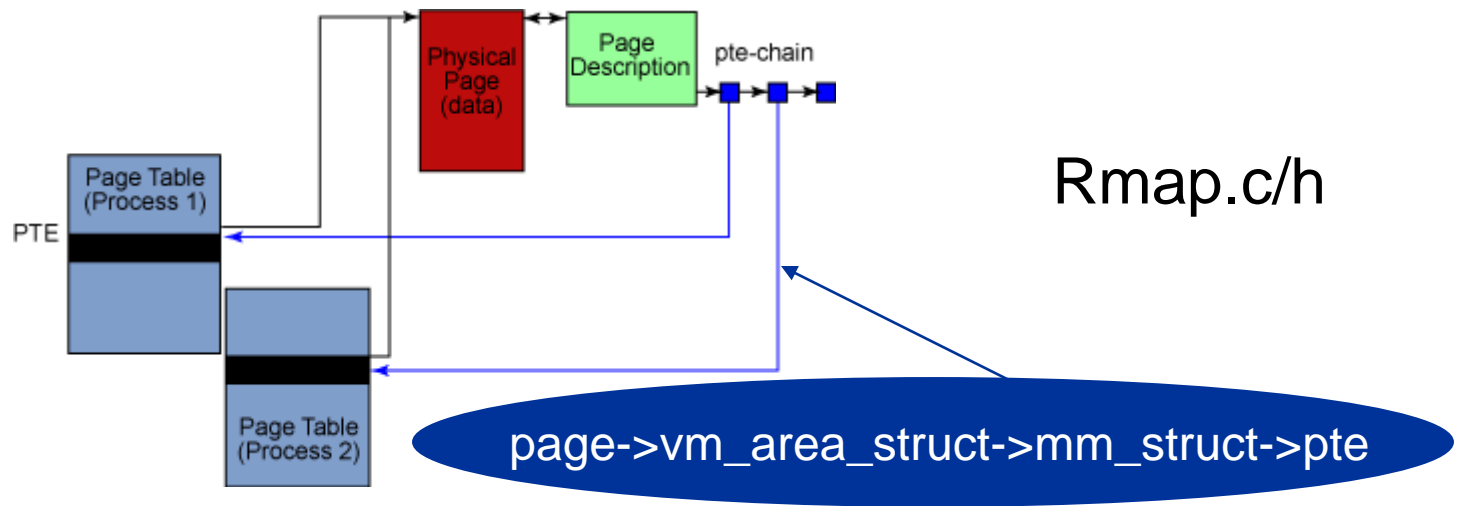 Physical
Page
(data)
Page
Description
pte-chain
Page Table
(Process 1)
PTE
Rmap.c/h
Page Table
(Process 2)
page->vm_area_struct->mm_struct->pte